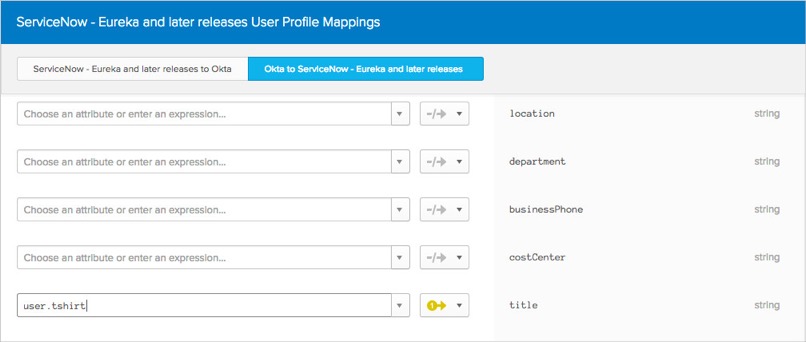 ServiceNow - Eureka and later releases User Profile Mappings
ServiceNow - Eureka and later releases to Okta Okta to ServiceNow - Eureka and later releases
Choose an attribute or enter an expression... location string
Choose an attribute or enter an expression... department string
Choose an attribute or enter an expression... businessPhone string
Choose an attribute or enter an expression... costCenter string
user.tshirt 1 title string